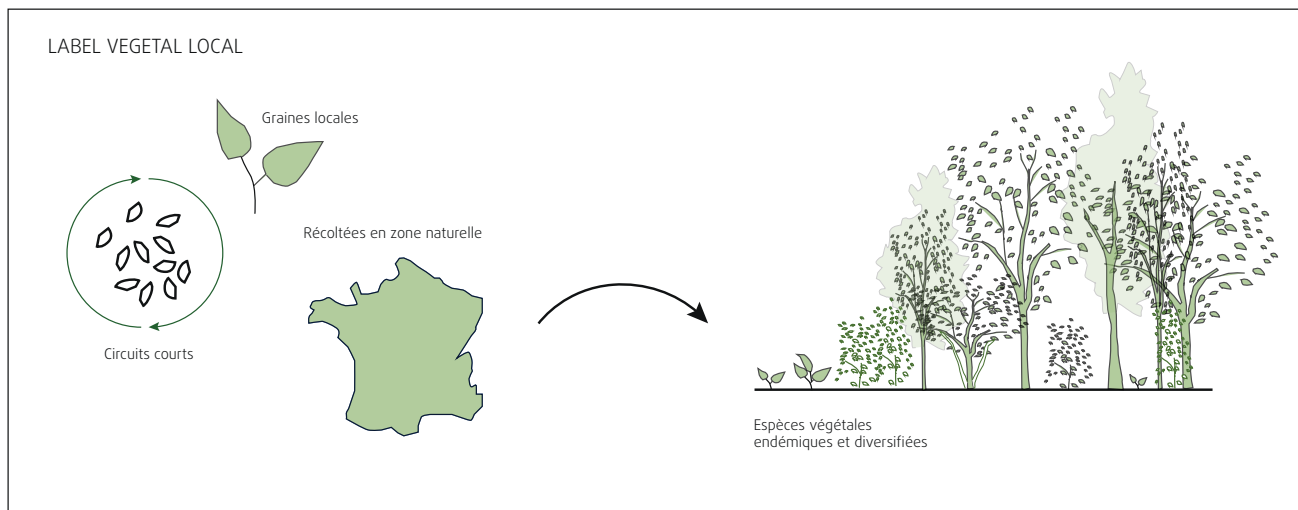 LABEL VEGETAL LOCAL
Graines locales
Récoltées en zone naturelle
Circuits courts
Espèces végétales
endémiques et diversifiées